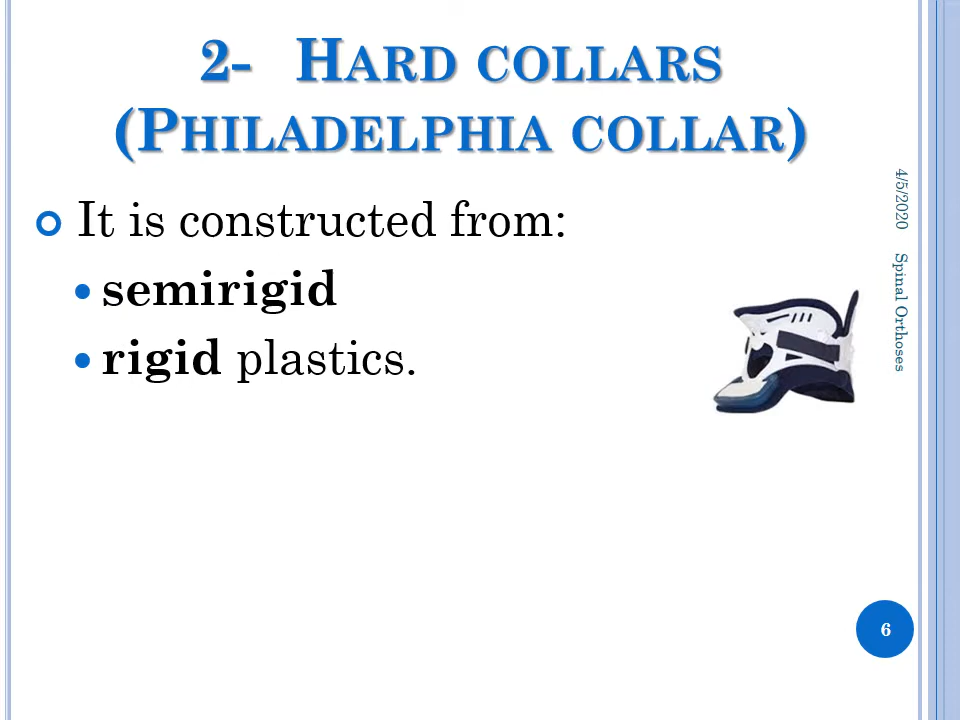 2- Hard collars
(Philadelphia collar)
It is constructed from:
semirigid
rigid plastics.
4/5/2020
Spinal Orthoses
6